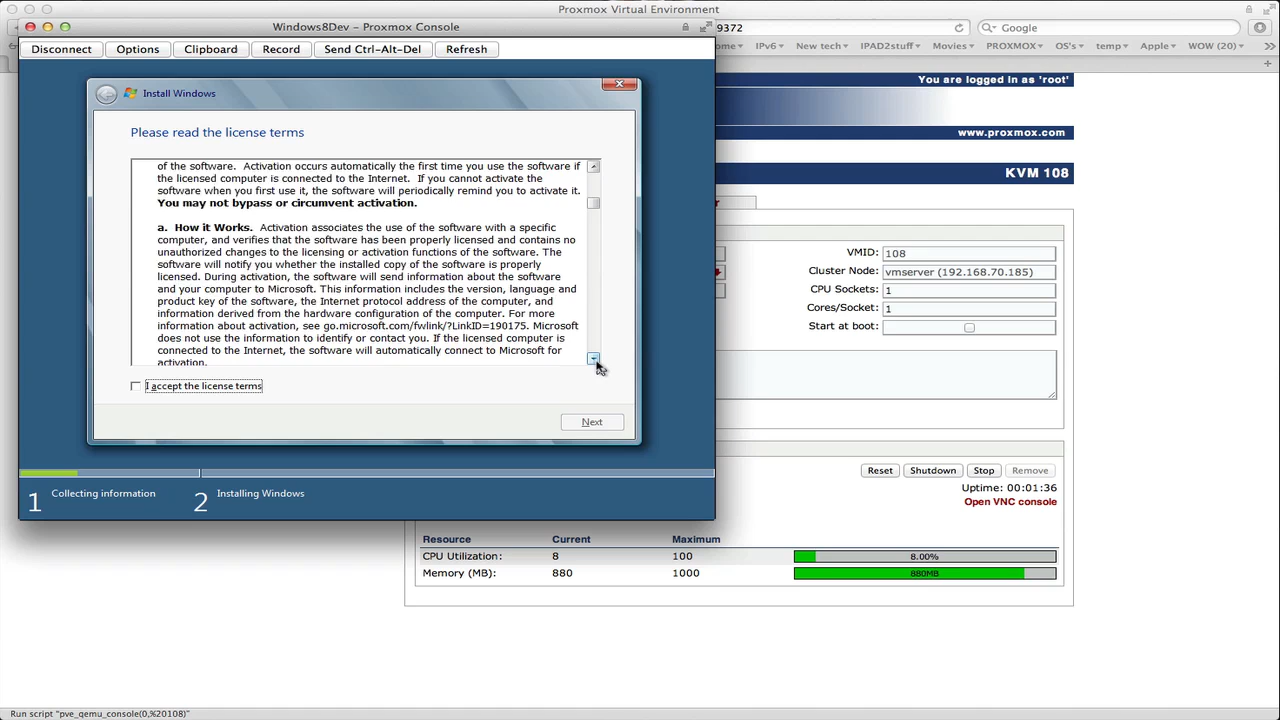 Proxmox Virtual Environment
Windows8Dev – Proxmox Console
9372
Google
Disconnect Options Clipboard Record Send Ctrl-Alt-Del Refresh
IPv6 New tech IPAD2stuff Movies PROXMOX OS's temp Apple WOW (20)
You are logged in as 'root'
www.proxmox.com
KVM 108
Install Windows
Please read the license terms
of the software. Activation occurs automatically the first time you use the software if
the licensed computer is connected to the Internet. If you cannot activate the
software when you first use it, the software will periodically remind you to activate it.
You may not bypass or circumvent activation.
a. How it Works. Activation associates the use of the software with a specific
computer, and verifies that the software has been properly licensed and contains no
unauthorized changes to the licensing or activation functions of the software. The
software will notify you whether the installed copy of the software is properly
licensed. During activation, the software will send information about the software
and your computer to Microsoft. This information includes the version, language and
product key of the software, the Internet protocol address of the computer, and
information derived from the hardware configuration of the computer. For more
information about activation, see go.microsoft.com/fwlink/?LinkID=190175. Microsoft
does not use the information to identify or contact you. If the licensed computer is
connected to the Internet, the software will automatically connect to Microsoft for
activation.
I accept the license terms
Next
1 Collecting information 2 Installing Windows
VMID: 108
Cluster Node: vmserver (192.168.70.185)
CPU Sockets: 1
Cores/Socket: 1
Start at boot:
Reset Shutdown Stop Remove
Uptime: 00:01:36
Open VNC console
Resource Current Maximum
CPU Utilization: 8 100 8.00%
Memory (MB): 880 1000 880MB
Run script "pve_qemu_console(0,%20108)"